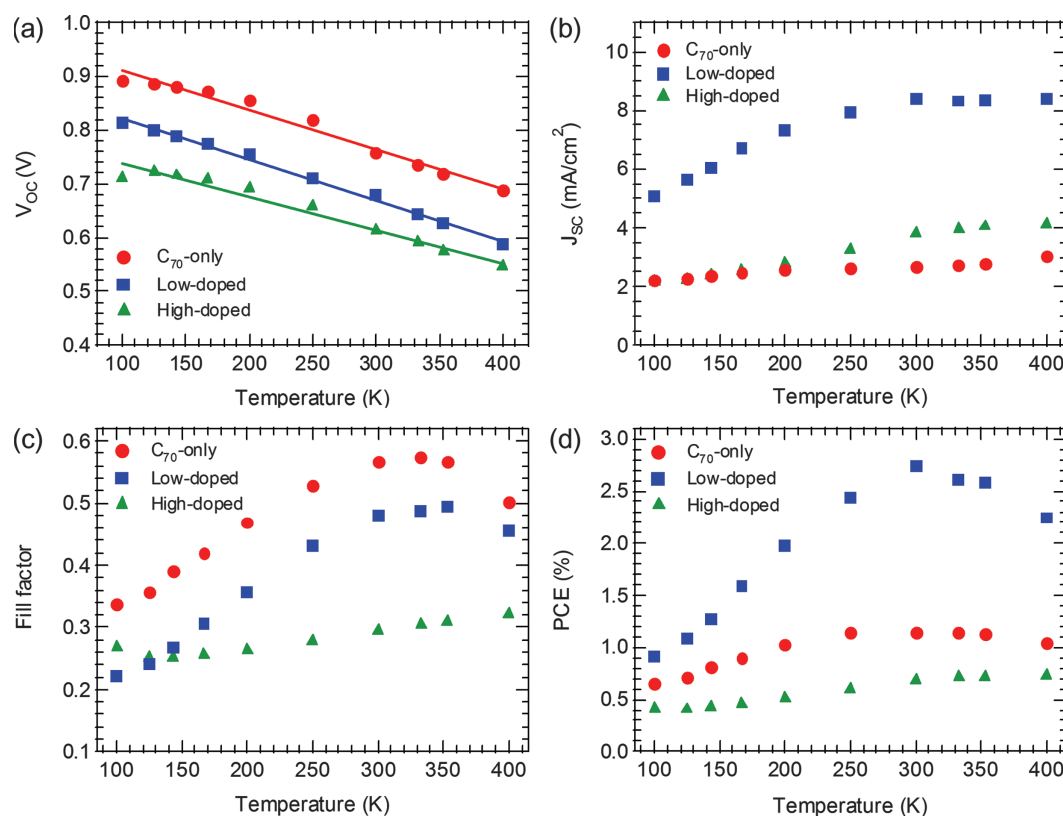 (a)
1.0
0.9
0.8
0.7
0.6
0.5
0.4
V_OC (V)
C₇₀-only
Low-doped
High-doped
100 150 200 250 300 350 400
Temperature (K)
(b)
10
8
6
4
2
0
J_SC (mA/cm²)
C₇₀-only
Low-doped
High-doped
100 150 200 250 300 350 400
Temperature (K)
(c)
0.6
0.5
0.4
0.3
0.2
0.1
Fill factor
C₇₀-only
Low-doped
High-doped
100 150 200 250 300 350 400
Temperature (K)
(d)
3.0
2.5
2.0
1.5
1.0
0.5
0.0
PCE (%)
C₇₀-only
Low-doped
High-doped
100 150 200 250 300 350 400
Temperature (K)